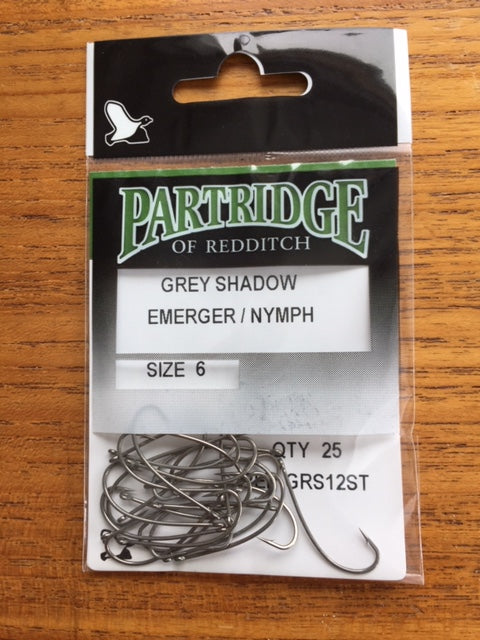 PARTRIDGE
OF REDDITCH
GREY SHADOW
EMERGER / NYMPH
SIZE 6
QTY 25
GRS12ST